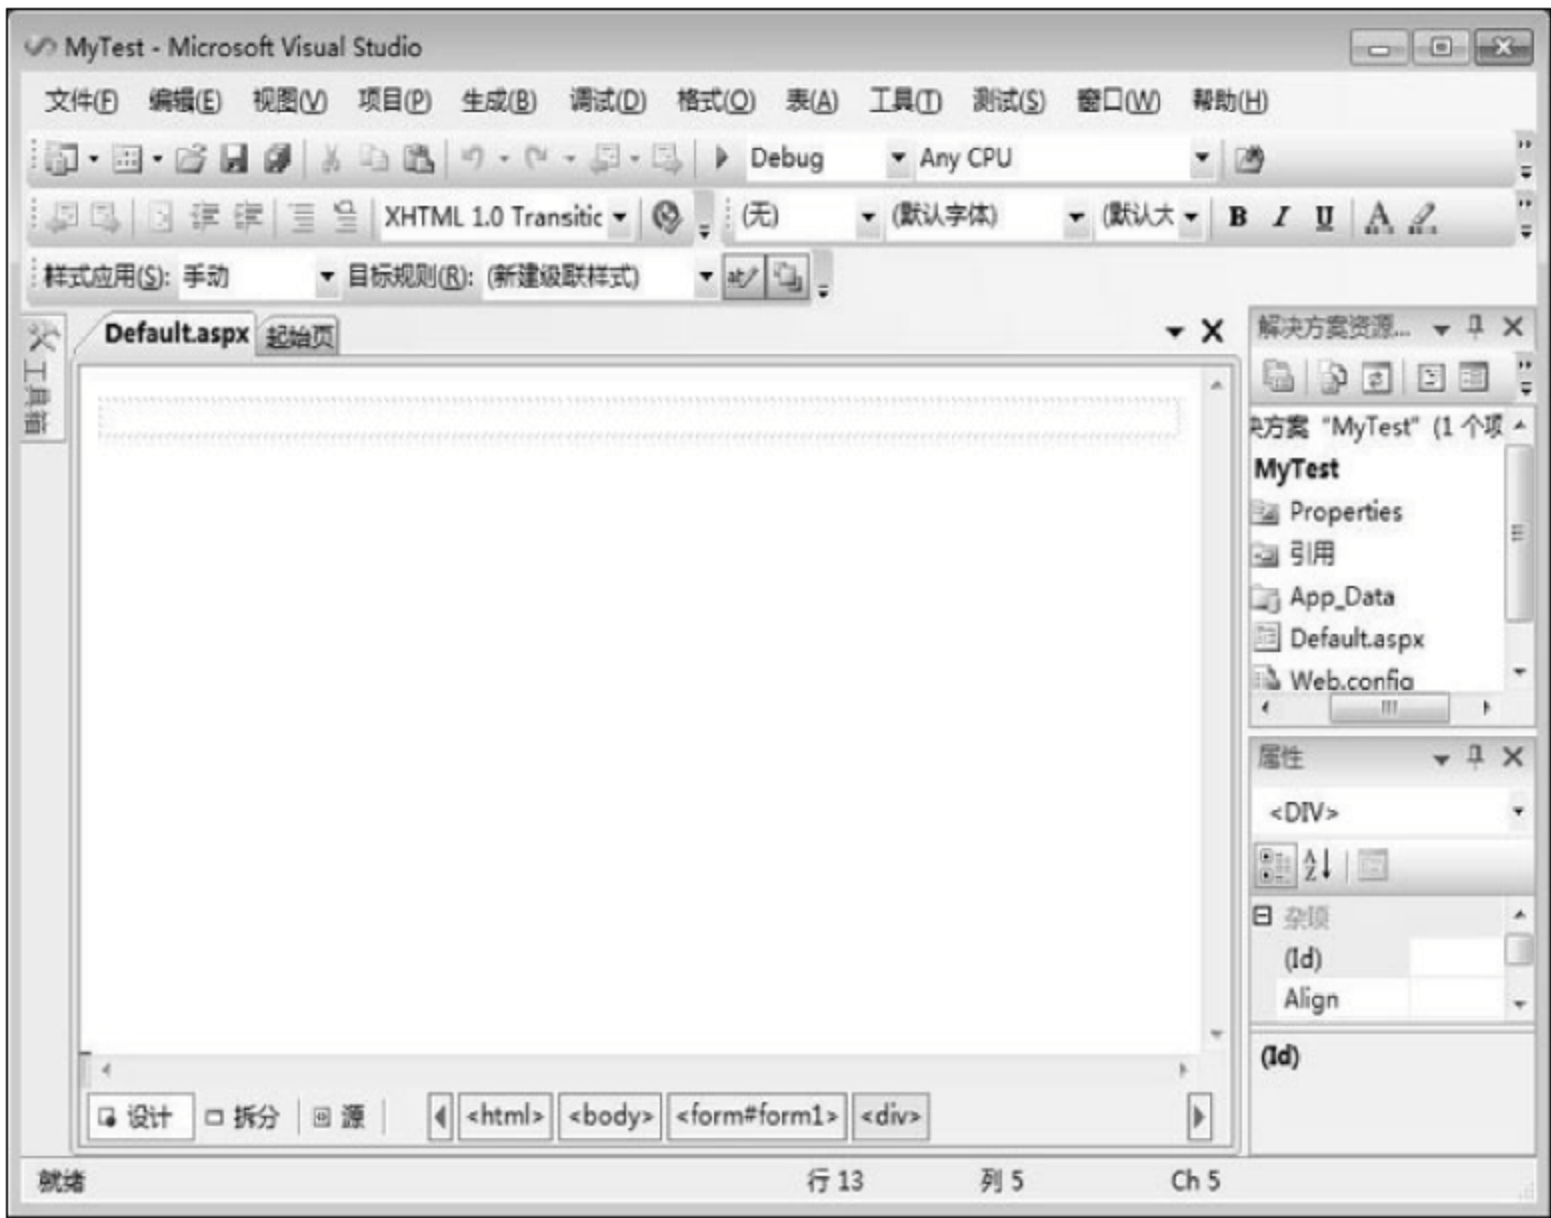 MyTest - Microsoft Visual Studio
文件(F) 编辑(E) 视图(V) 项目(P) 生成(B) 调试(D) 格式(O) 表(A) 工具(T) 测试(S) 窗口(W) 帮助(H)
Debug Any CPU
XHTML 1.0 Transitic (无) (默认字体) (默认大 B I U A
样式应用(S): 手动 目标规则(R): (新建级联样式)
工具箱
Default.aspx 起始页
<html> <body> <form#form1> <div>
设计 拆分 源
解决方案资源...
决方案 "MyTest" (1 个项
MyTest
Properties
引用
App_Data
Default.aspx
Web.config
属性
<DIV>
杂项
(Id)
Align
(Id)
就绪 行 13 列 5 Ch 5